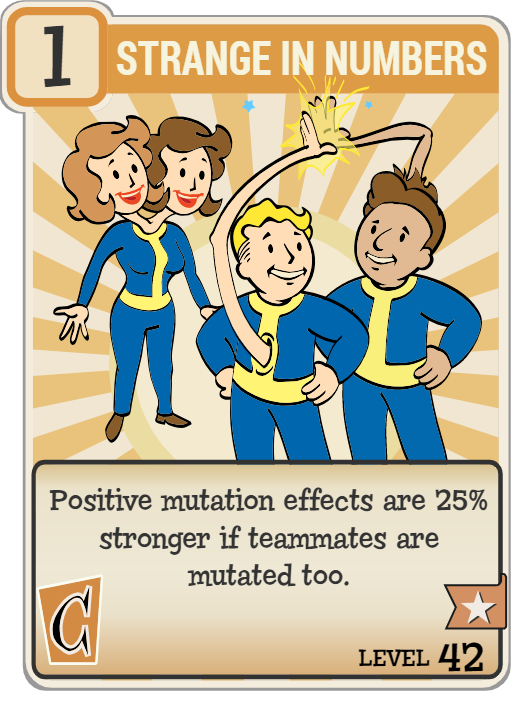 1
STRANGE IN NUMBERS
Positive mutation effects are 25%
stronger if teammates are
mutated too.
C
LEVEL 42